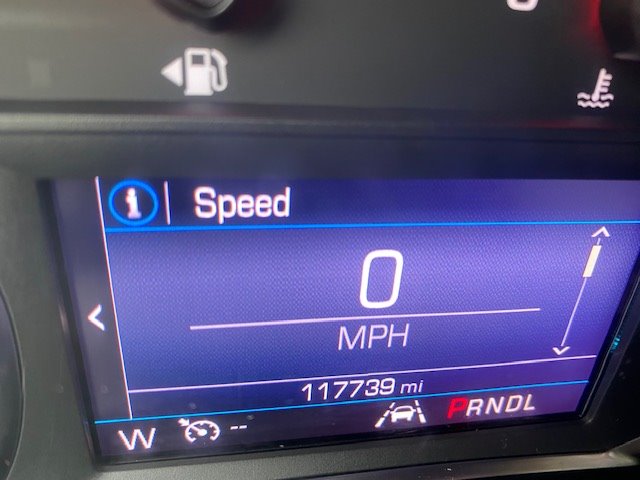 i Speed
0
MPH
117739 mi
W -- PRNDL